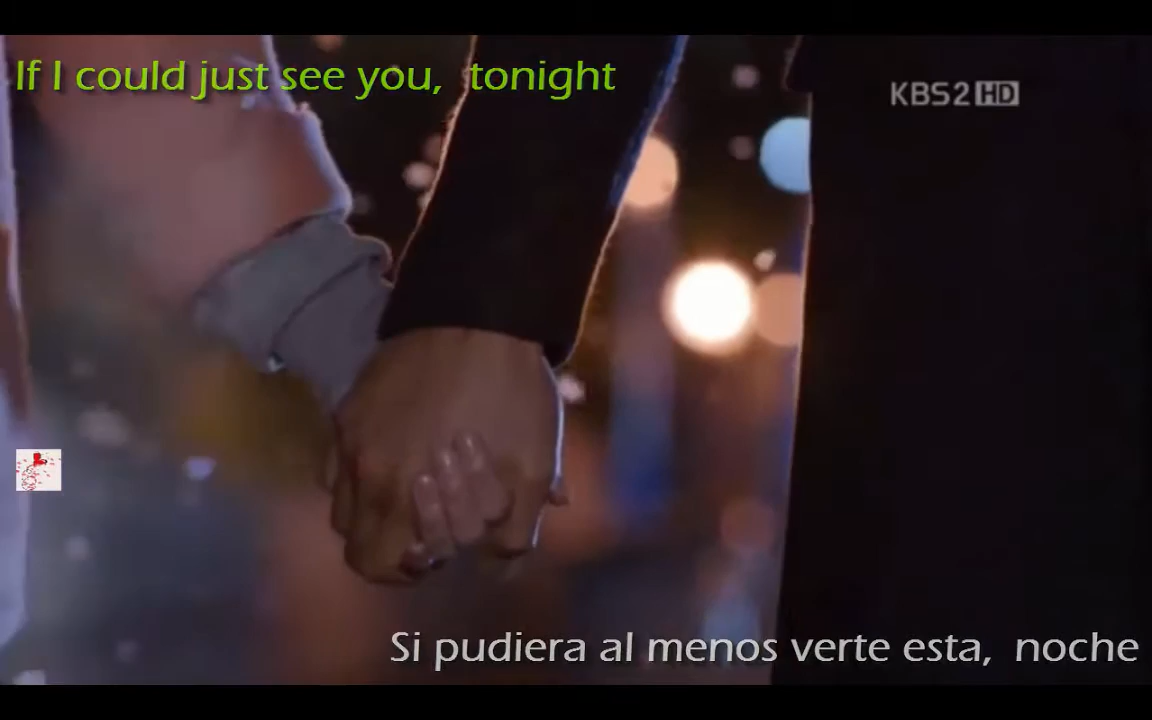 If I could just see you, tonight
KBS2 HD
Si pudiera al menos verte esta, noche